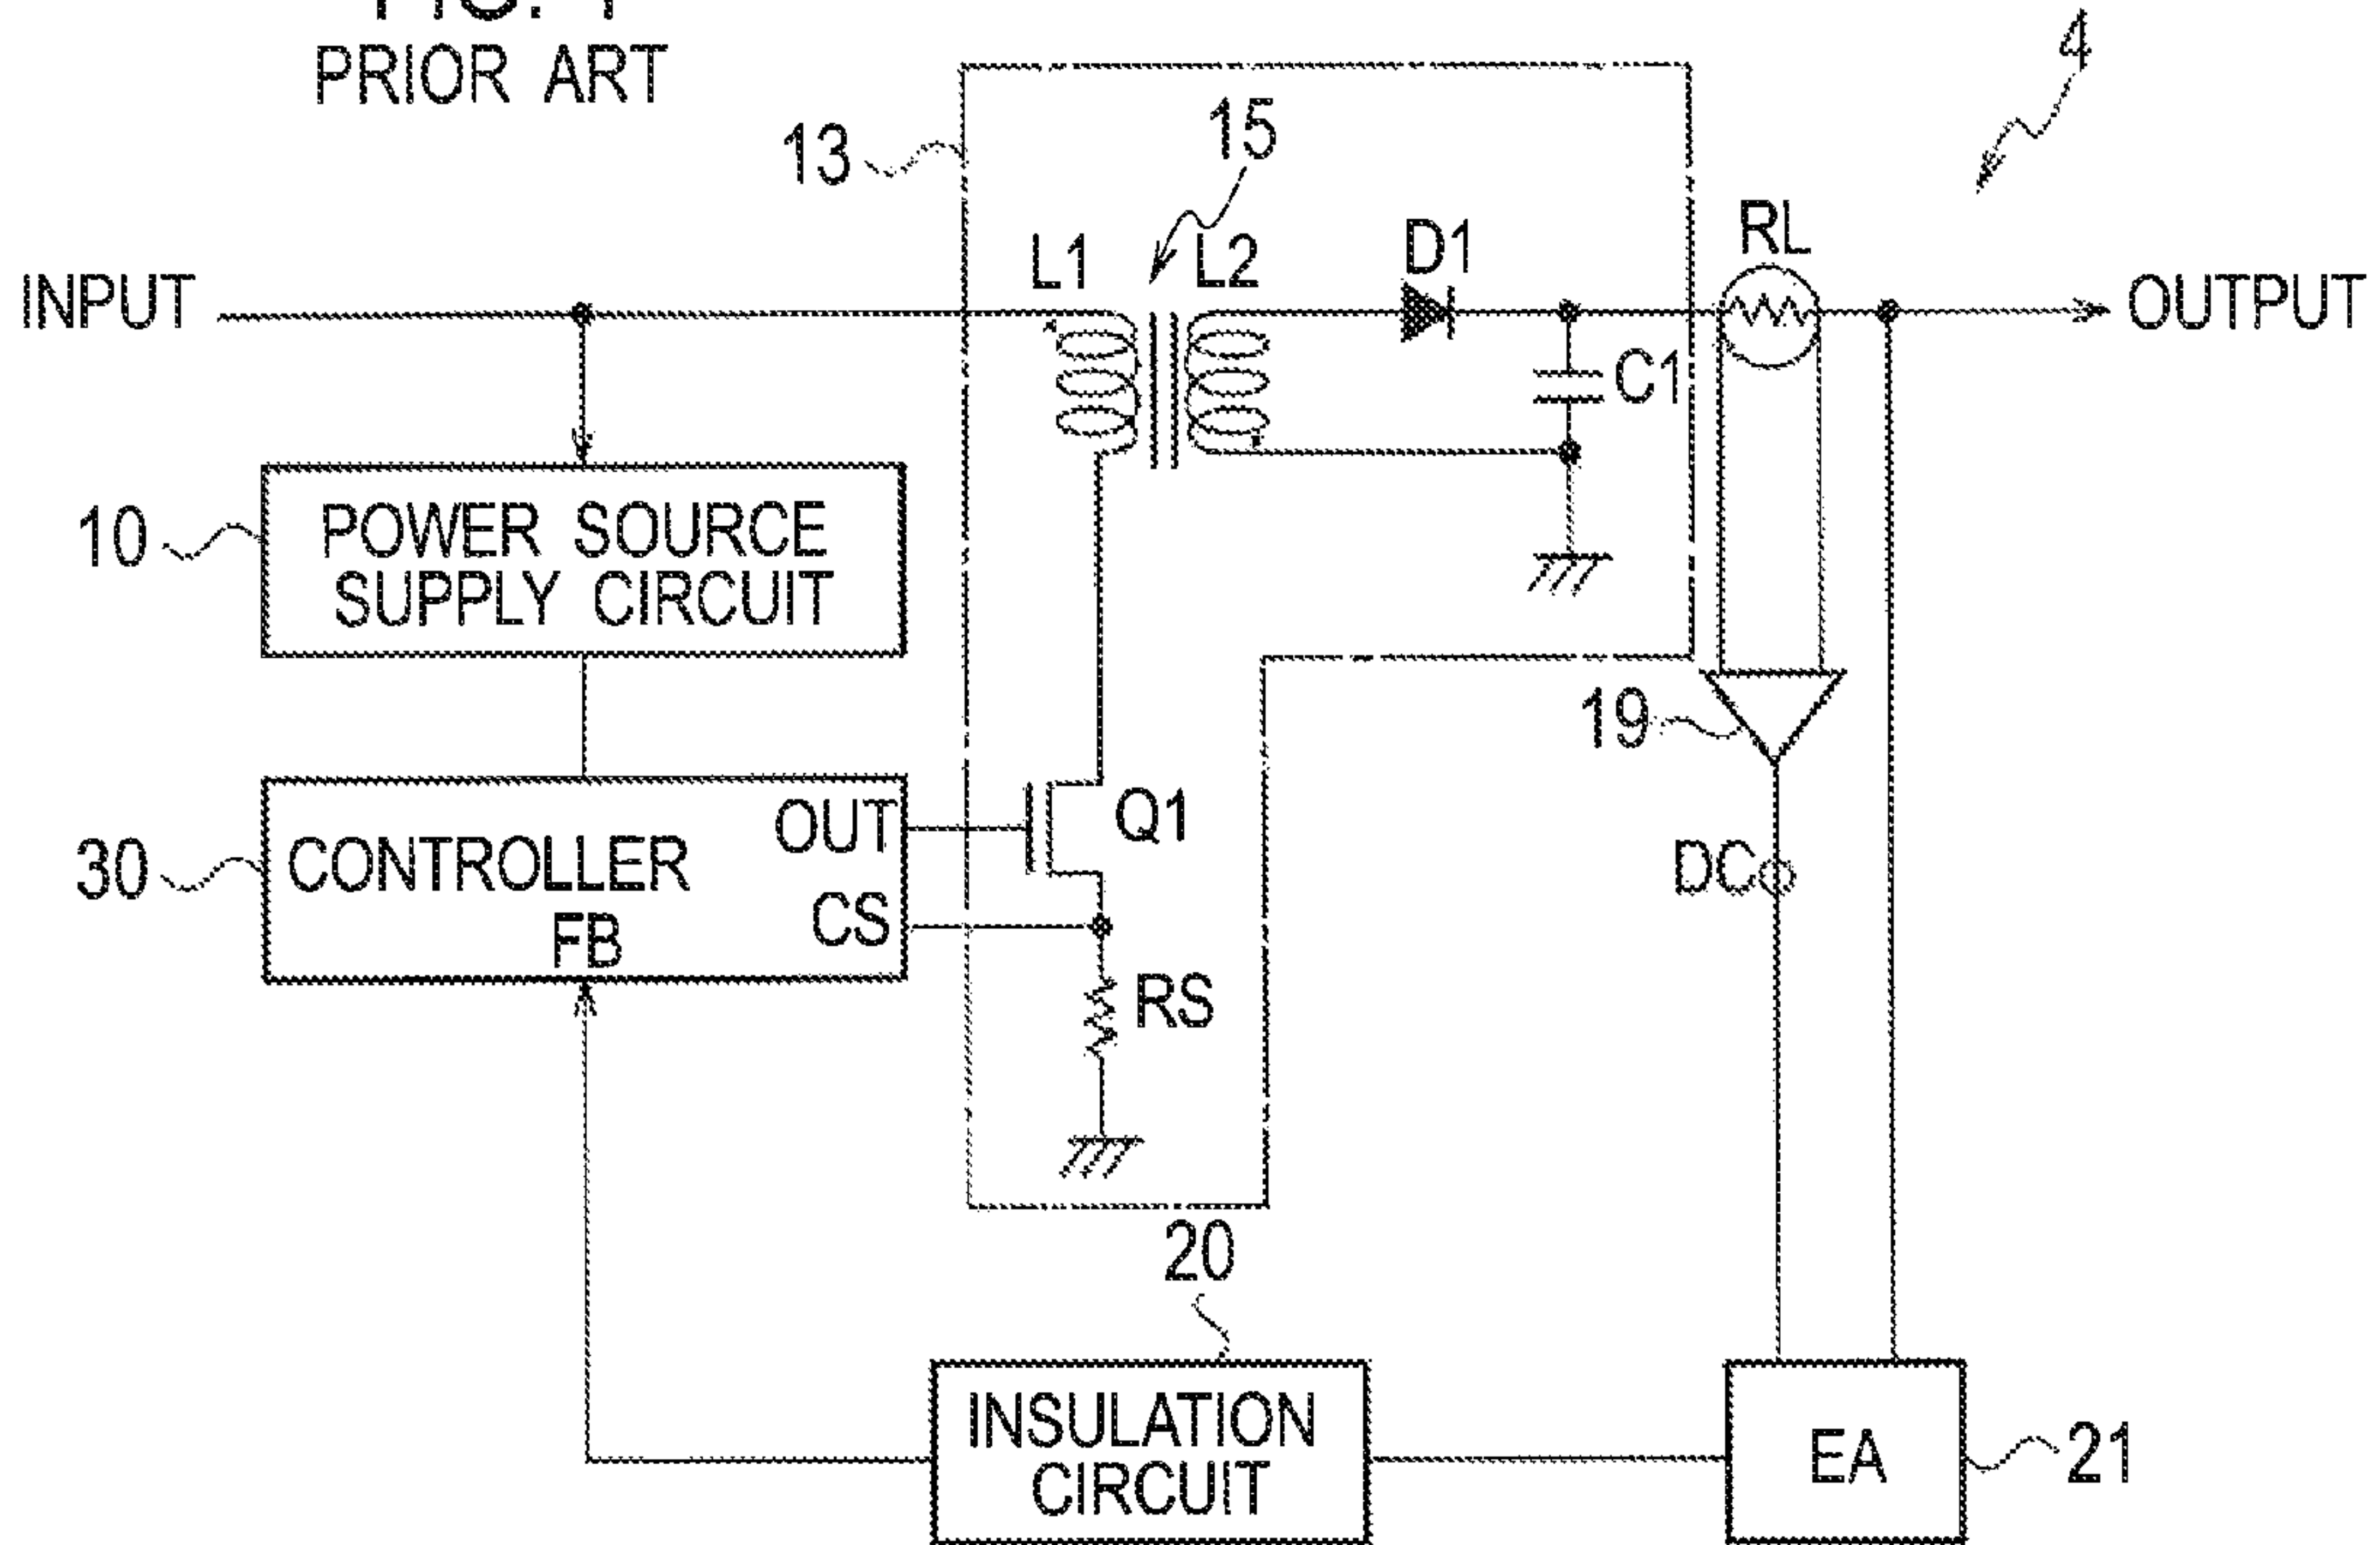 PRIOR ART
4
13
15
L1
L2
D1
RL
INPUT
OUTPUT
C1
10
POWER SOURCE
SUPPLY CIRCUIT
19
OUT
Q1
30
CONTROLLER
DC
CS
FB
RS
20
INSULATION
CIRCUIT
EA
21